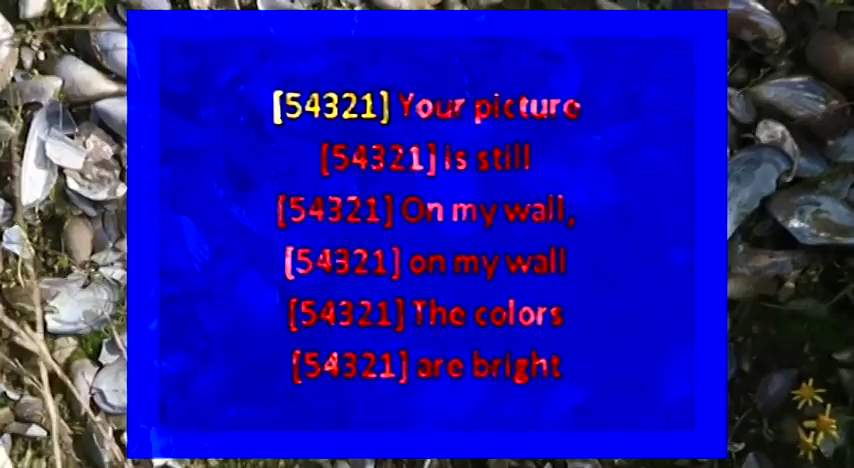 [54321] Your picture
[54321] is still
[54321] On my wall,
[54321] on my wall
[54321] The colors
[54321] are bright